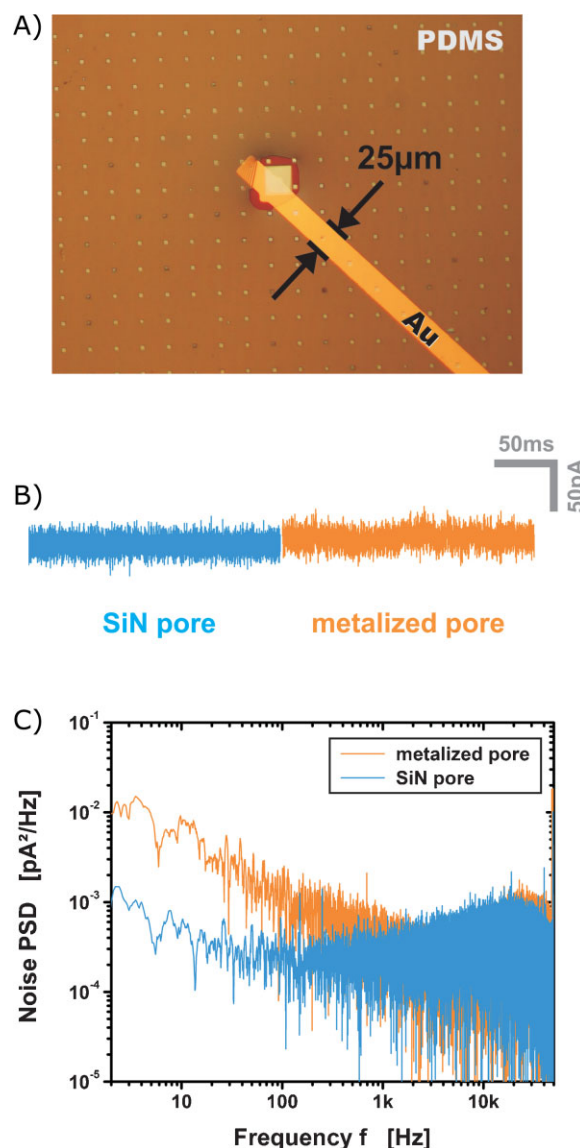 A)
PDMS
25μm
Au
50ms
50pA
B)
SiN pore
metalized pore
C)
10⁻¹
10⁻²
10⁻³
10⁻⁴
10⁻⁵
Noise PSD [pA²/Hz]
metalized pore
SiN pore
10
100
1k
10k
Frequency f [Hz]